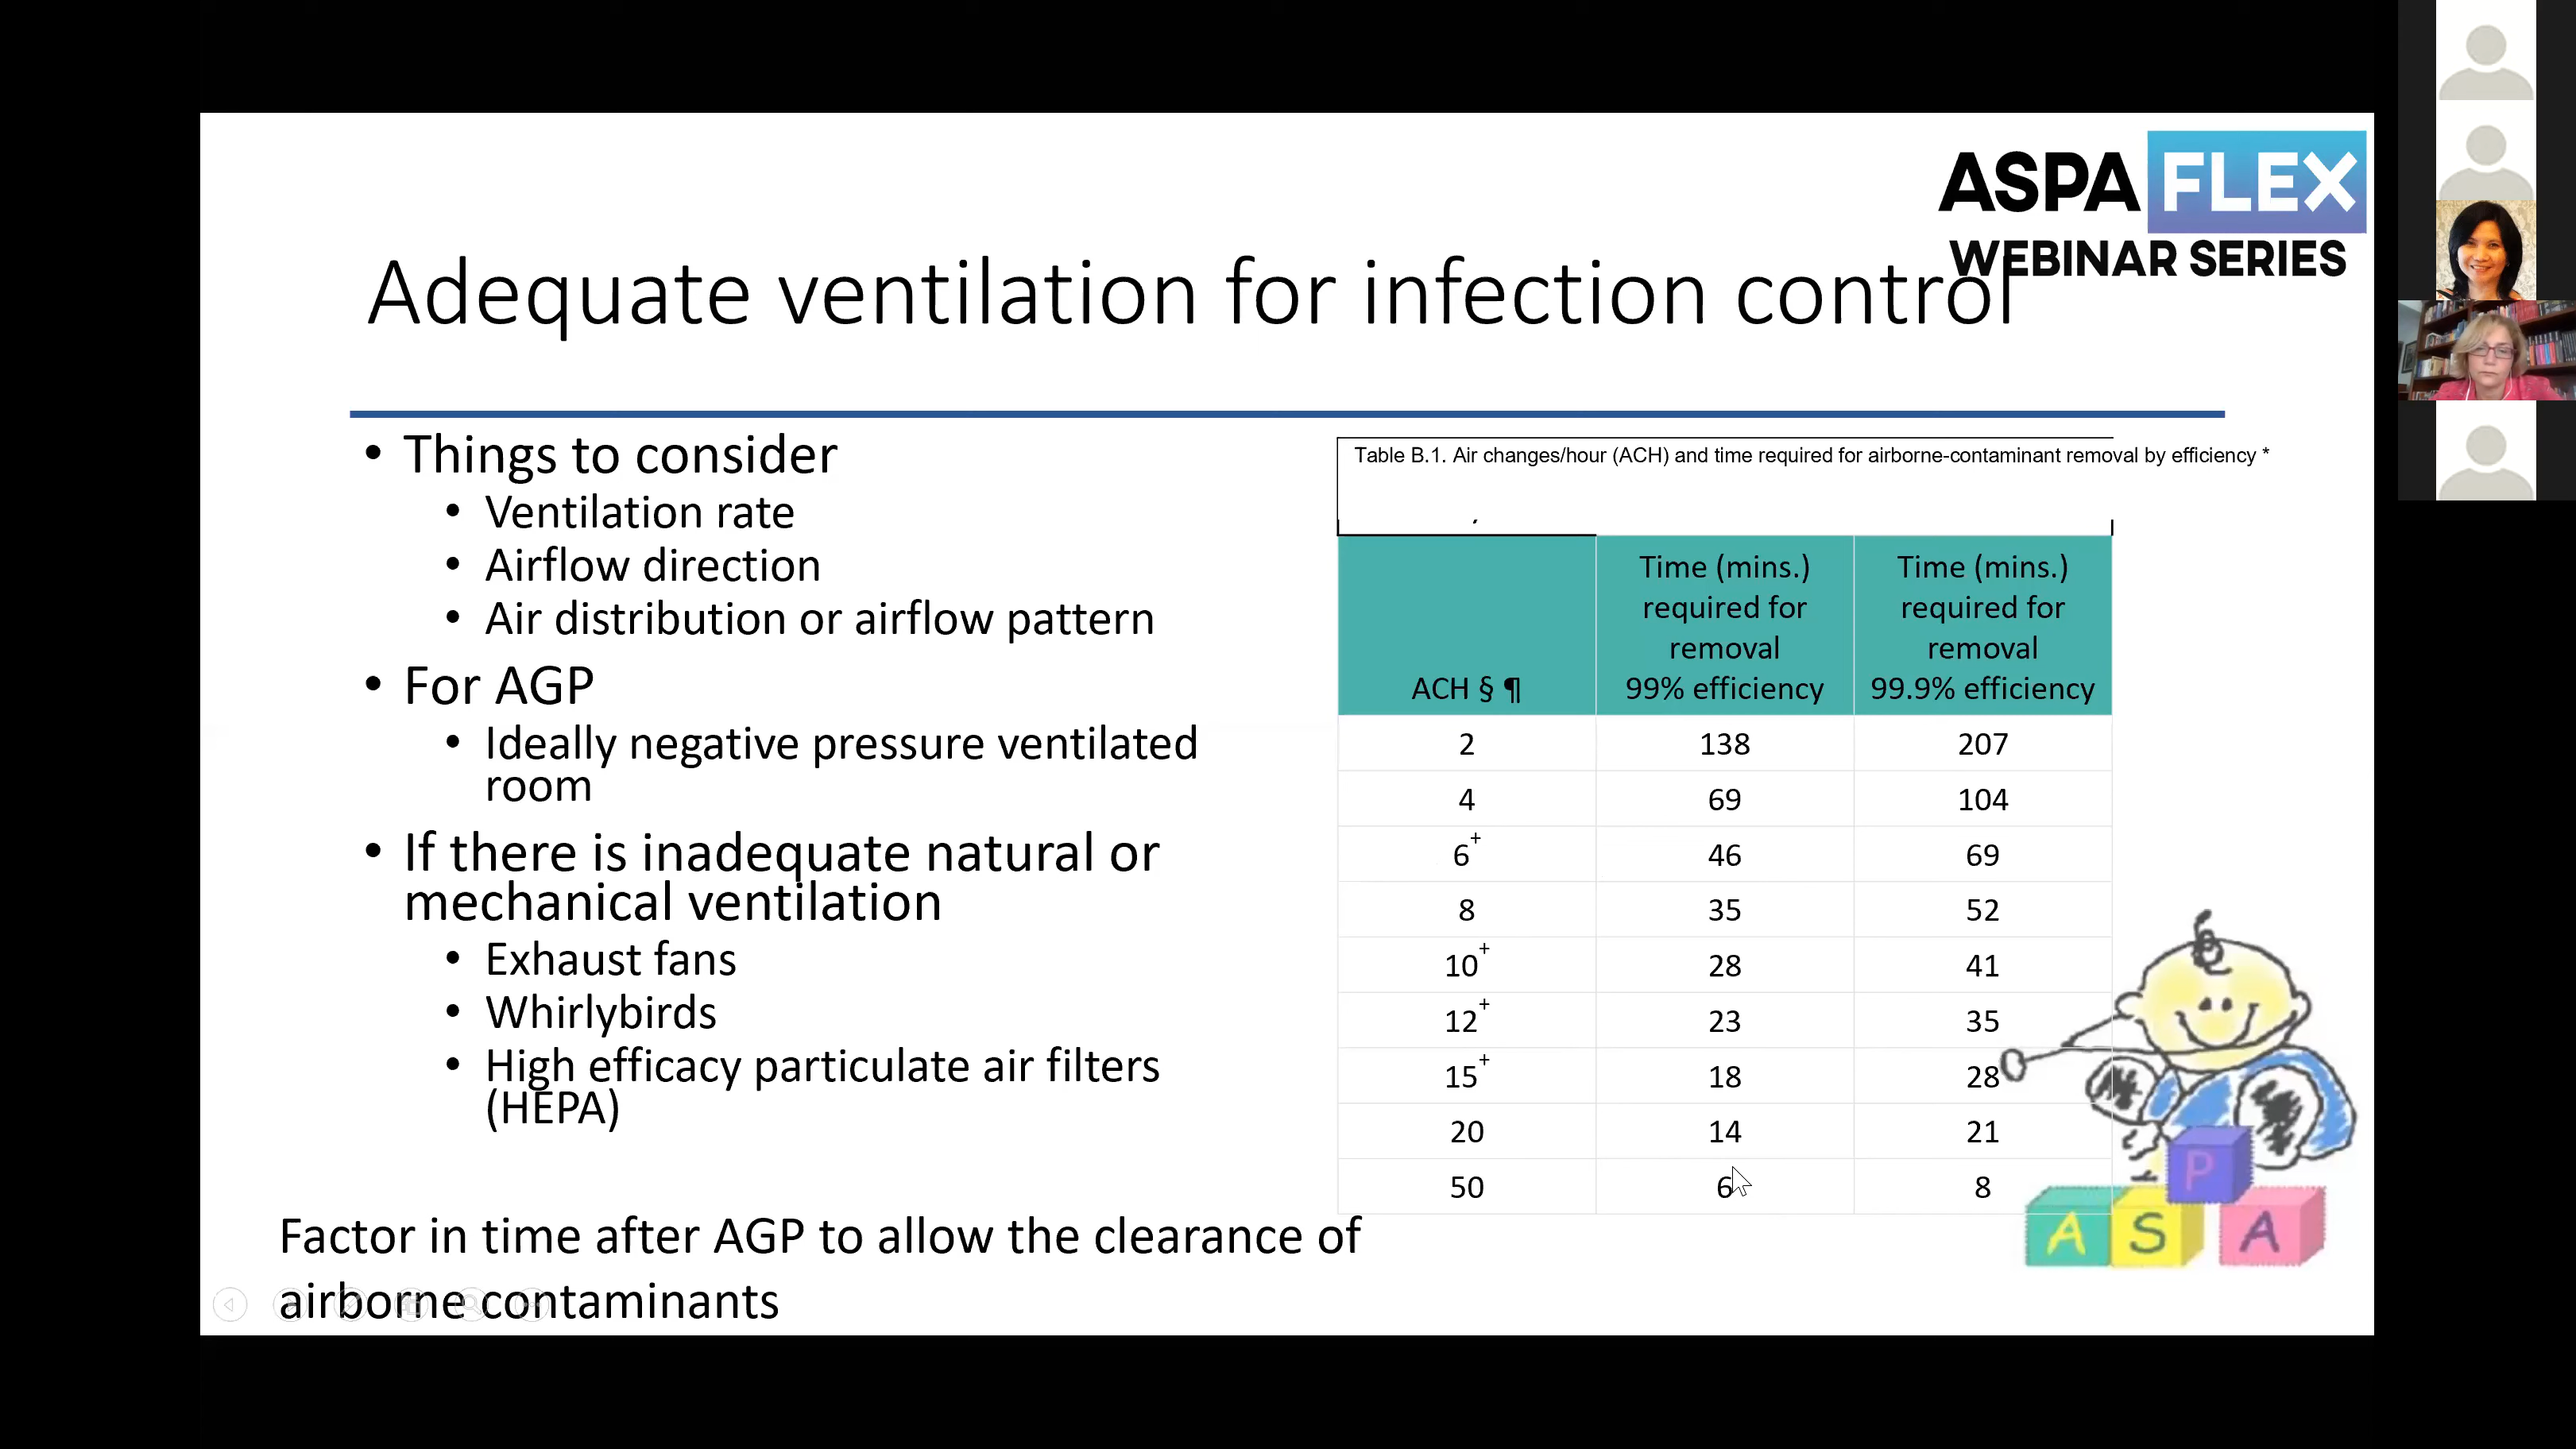 ASPA FLEX
WEBINAR SERIES
Adequate ventilation for infection control
• Things to consider
• Ventilation rate
• Airflow direction
• Air distribution or airflow pattern
• For AGP
• Ideally negative pressure ventilated
room
• If there is inadequate natural or
mechanical ventilation
• Exhaust fans
• Whirlybirds
• High efficacy particulate air filters
(HEPA)
Factor in time after AGP to allow the clearance of
airborne contaminants
Table B.1. Air changes/hour (ACH) and time required for airborne-contaminant removal by efficiency *
ACH § ¶ Time (mins.) required for removal 99% efficiency Time (mins.) required for removal 99.9% efficiency
2 138 207
4 69 104
6+ 46 69
8 35 52
10+ 28 41
12+ 23 35
15+ 18 28
20 14 21
50 6 8
P
A S A